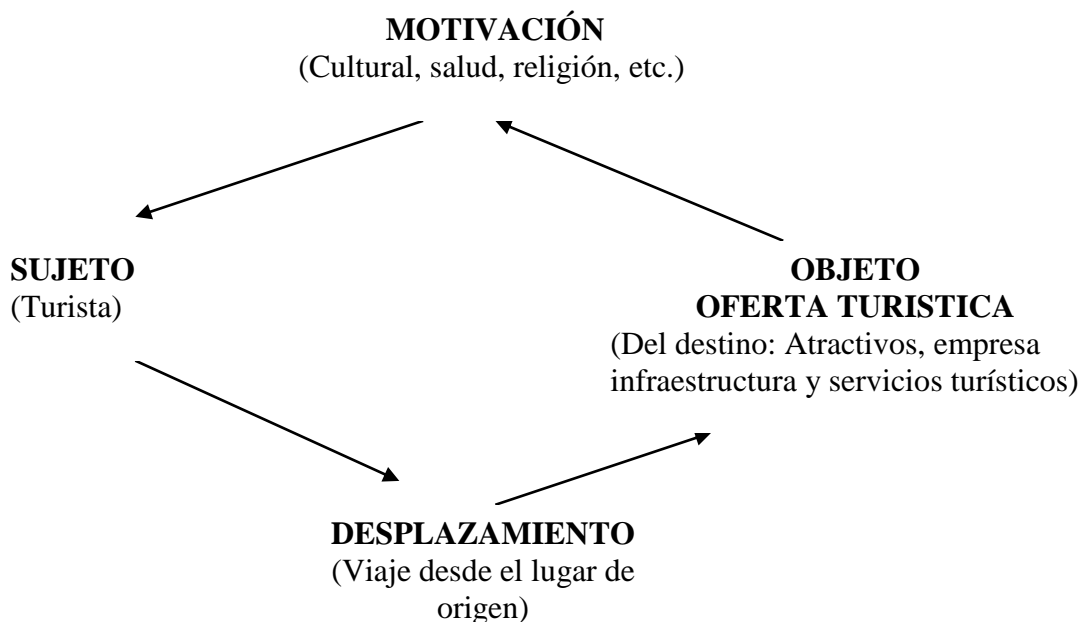 MOTIVACIÓN
(Cultural, salud, religión, etc.)
SUJETO
(Turista)
OBJETO
OFERTA TURISTICA
(Del destino: Atractivos, empresa
infraestructura y servicios turísticos)
DESPLAZAMIENTO
(Viaje desde el lugar de
origen)